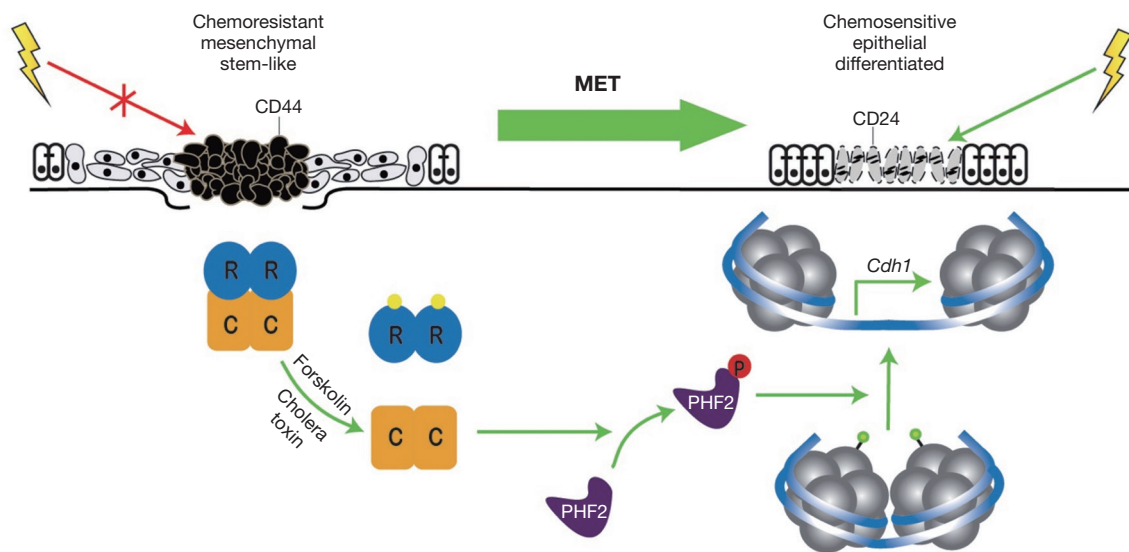 Chemoresistant
mesenchymal
stem-like
CD44
MET
Chemosensitive
epithelial
differentiated
CD24
R R
C C
Forskolin
Cholera
toxin
R R
C C
PHF2
PHF2
P
Cdh1